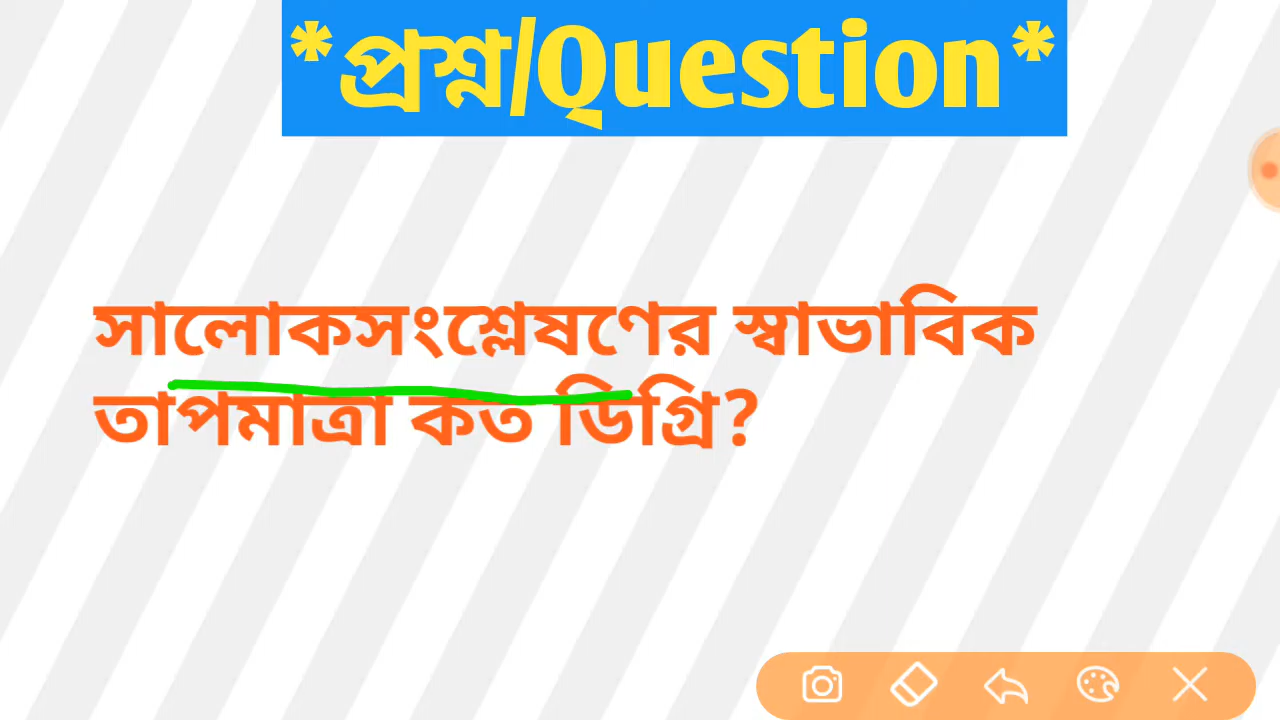 *প্রশ্ন/Question*
সালোকসংশ্লেষণের স্বাভাবিক
তাপমাত্রা কত ডিগ্রি?